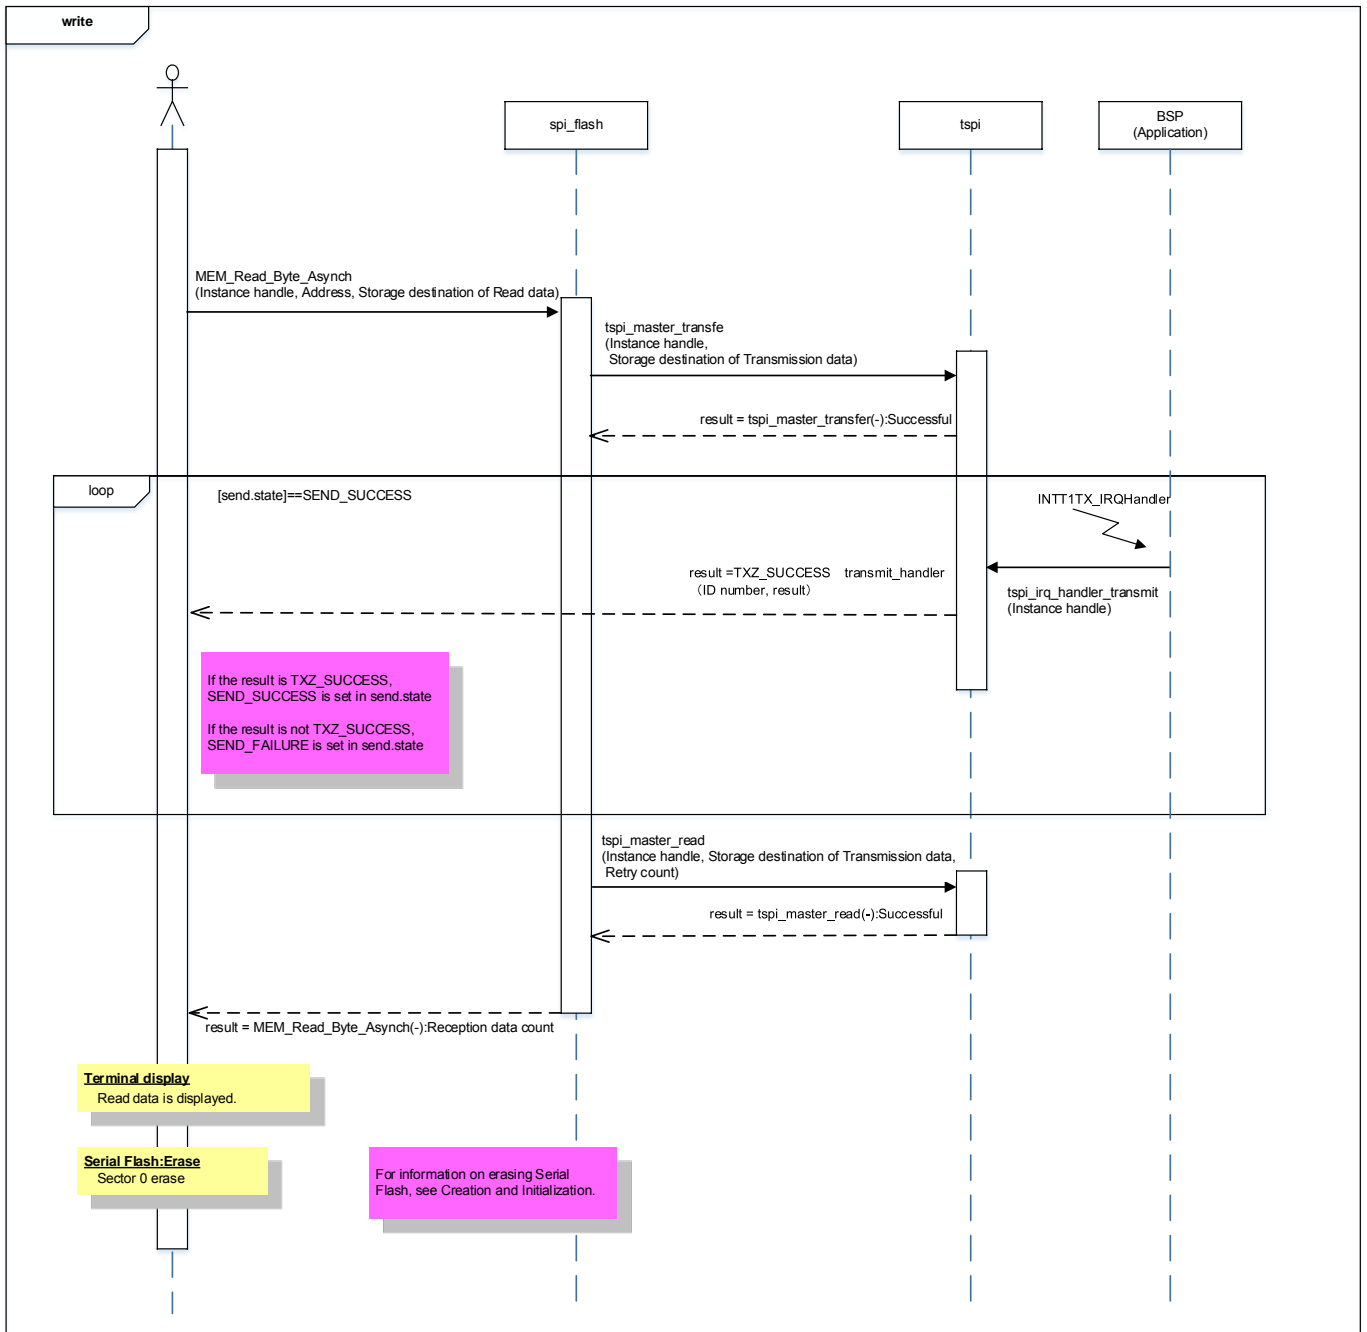 write
spi_flash
tspi
BSP
(Application)
MEM_Read_Byte_Asynch
(Instance handle, Address, Storage destination of Read data)
tspi_master_transfe
(Instance handle,
Storage destination of Transmission data)
result = tspi_master_transfer(-):Successful
loop
[send.state]==SEND_SUCCESS
INTT1TX_IRQHandler
result =TXZ_SUCCESS transmit_handler
（ID number, result）
tspi_irq_handler_transmit
(Instance handle)
If the result is TXZ_SUCCESS,
SEND_SUCCESS is set in send.state
If the result is not TXZ_SUCCESS,
SEND_FAILURE is set in send.state
tspi_master_read
(Instance handle, Storage destination of Transmission data,
Retry count)
result = tspi_master_read(-):Successful
result = MEM_Read_Byte_Asynch(-):Reception data count
Terminal display
Read data is displayed.
Serial Flash:Erase
Sector 0 erase
For information on erasing Serial
Flash, see Creation and Initialization.